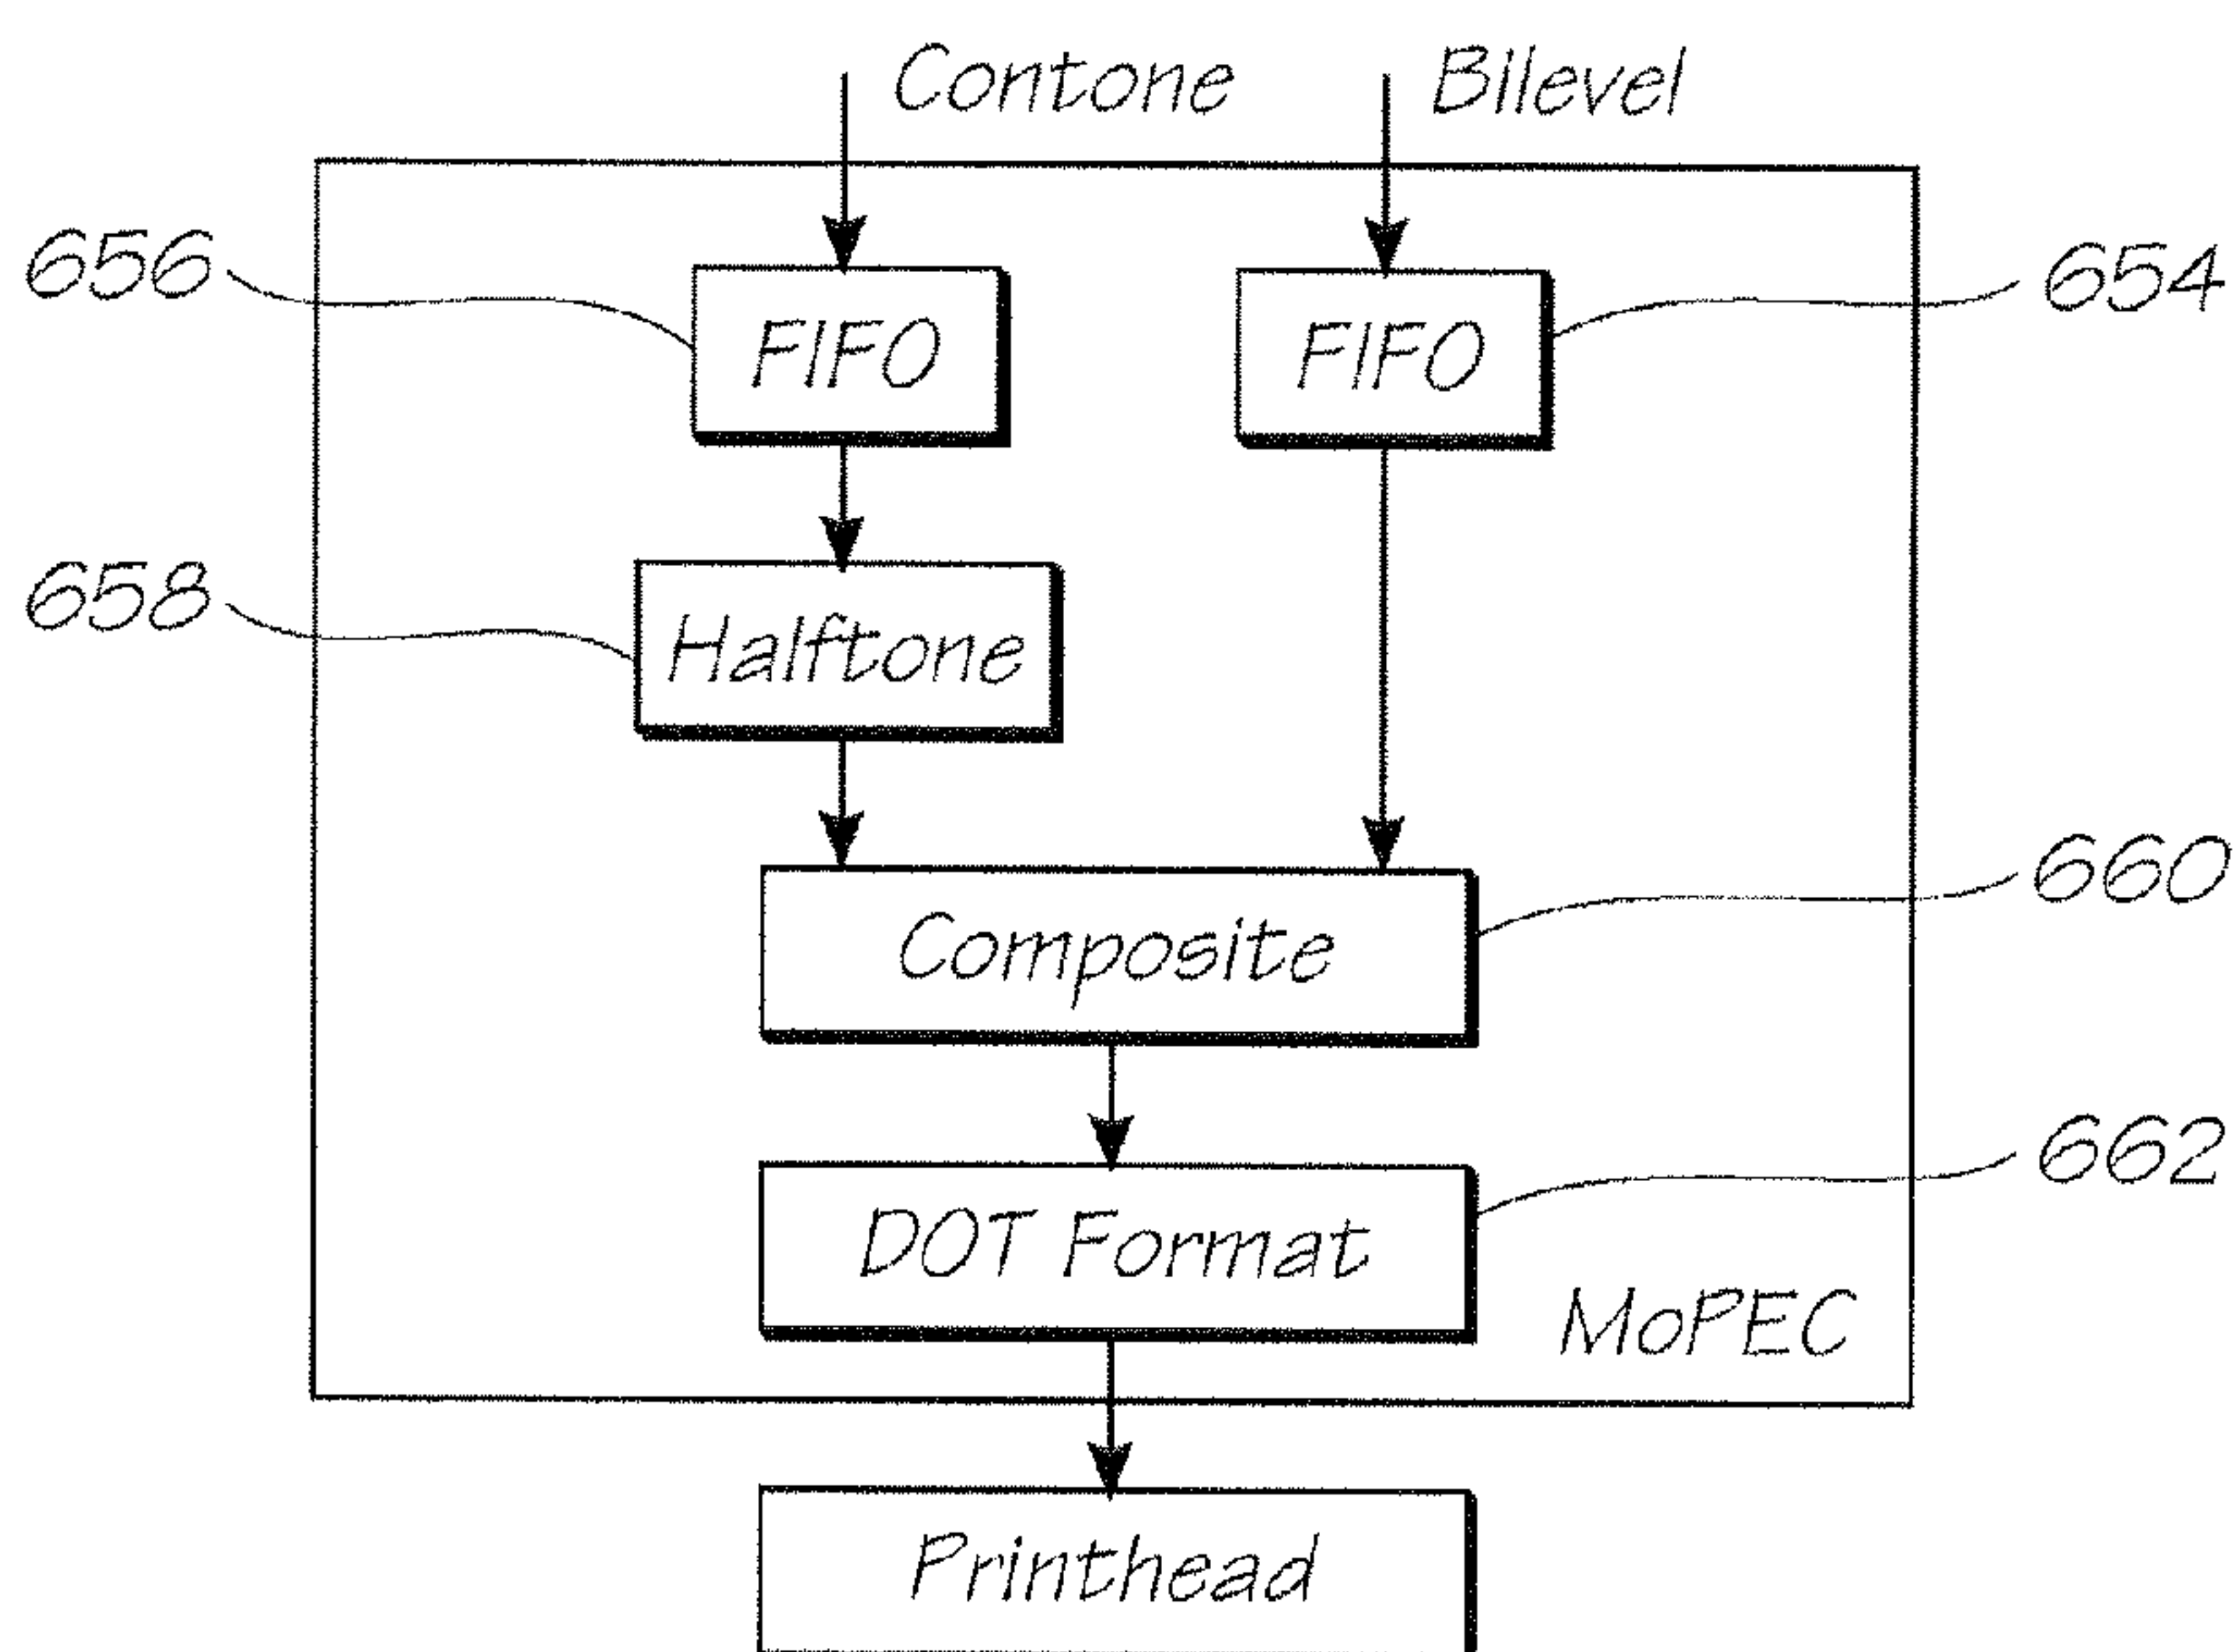 Contone
Bilevel
656
FIFO
FIFO
654
658
Halftone
660
Composite
662
DOT Format
MoPEC
Printhead